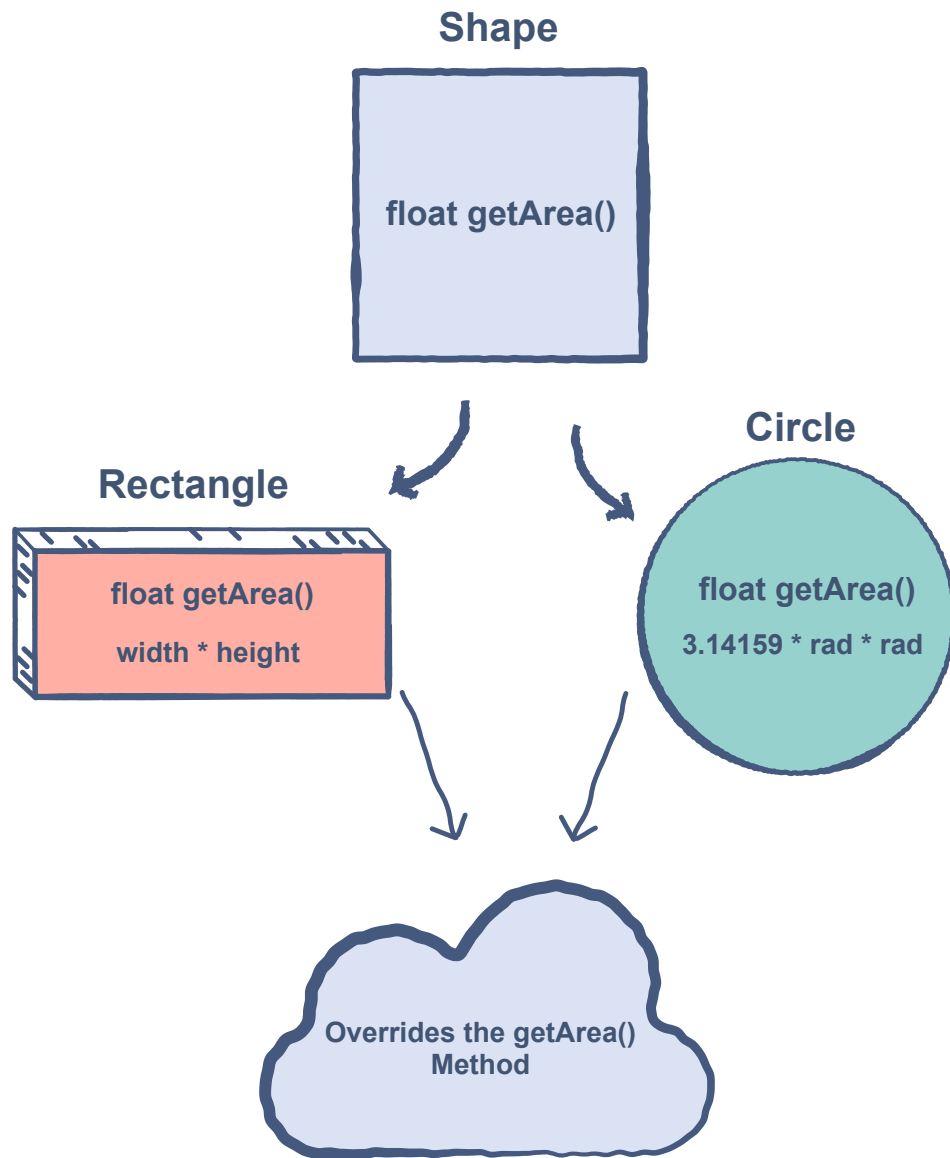 Shape
float getArea()
Circle
Rectangle
float getArea()
width * height
float getArea()
3.14159 * rad * rad
Overrides the getArea()
Method